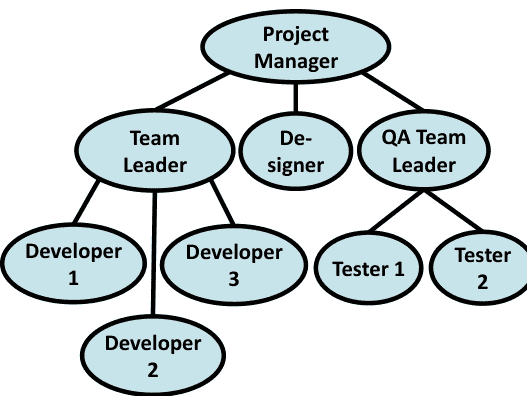 Project
Manager
Team
Leader
De-
signer
QA Team
Leader
Developer
1
Developer
3
Tester 1
Tester
2
Developer
2